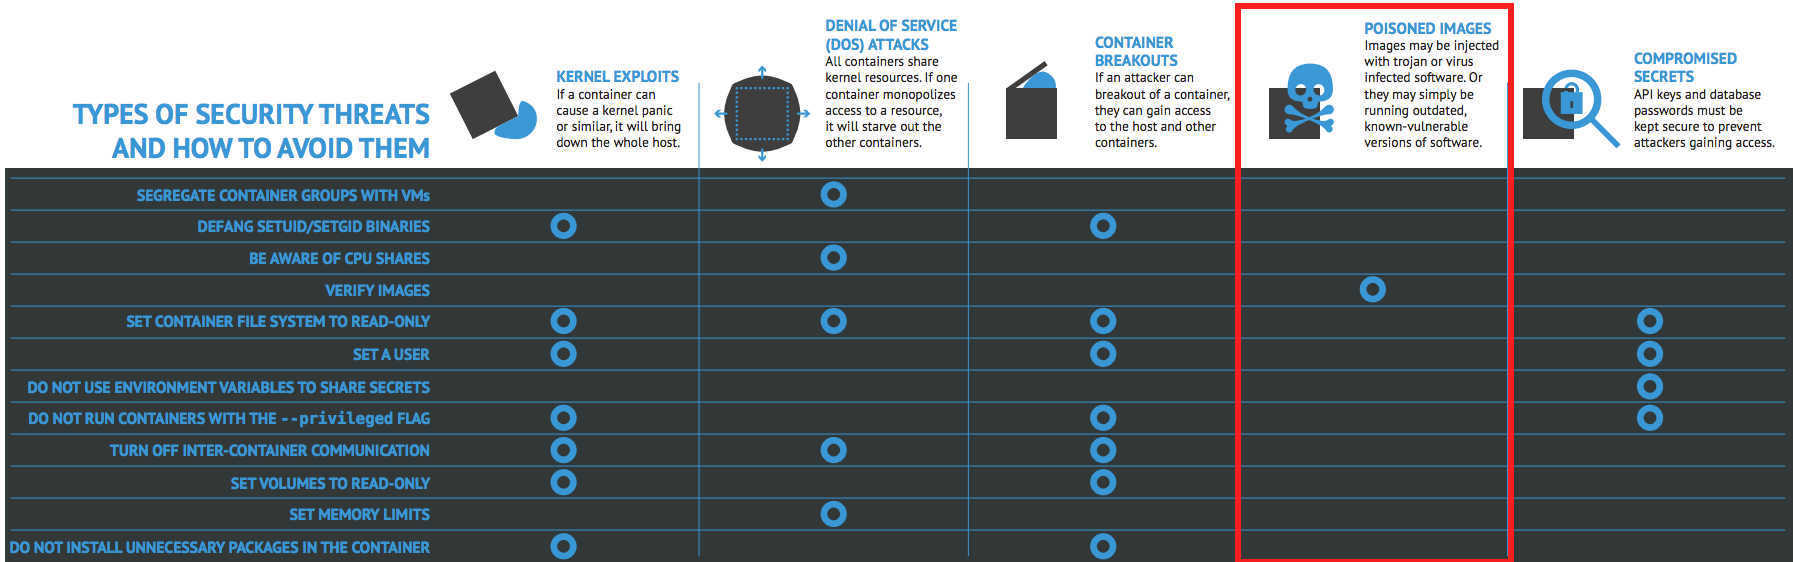 TYPES OF SECURITY THREATS
AND HOW TO AVOID THEM
KERNEL EXPLOITS
If a container can
cause a kernel panic
or similar, it will bring
down the whole host.
DENIAL OF SERVICE
(DOS) ATTACKS
All containers share
kernel resources. If one
container monopolizes
access to a resource,
it will starve out the
other containers.
CONTAINER
BREAKOUTS
If an attacker can
breakout of a container,
they can gain access
to the host and other
containers.
POISONED IMAGES
Images may be injected
with trojan or virus
infected software. Or
they may simply be
running outdated,
known-vulnerable
versions of software.
COMPROMISED
SECRETS
API keys and database
passwords must be
kept secure to prevent
attackers gaining access.
SEGREGATE CONTAINER GROUPS WITH VMs
DEFANG SETUID/SETGID BINARIES
BE AWARE OF CPU SHARES
VERIFY IMAGES
SET CONTAINER FILE SYSTEM TO READ-ONLY
SET A USER
DO NOT USE ENVIRONMENT VARIABLES TO SHARE SECRETS
DO NOT RUN CONTAINERS WITH THE --privileged FLAG
TURN OFF INTER-CONTAINER COMMUNICATION
SET VOLUMES TO READ-ONLY
SET MEMORY LIMITS
DO NOT INSTALL UNNECESSARY PACKAGES IN THE CONTAINER